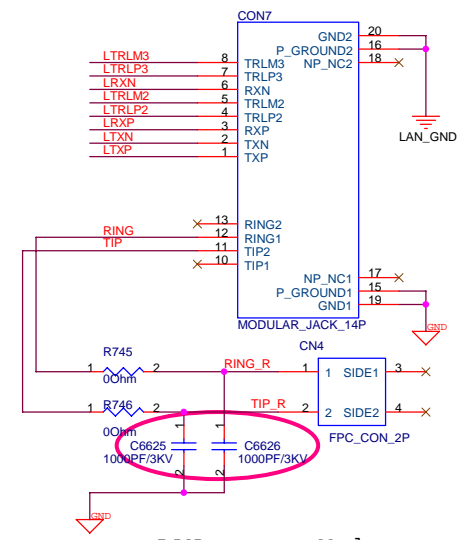 CON7
GND2 20
P_GROUND2 16
NP_NC2 18
LTRLM3 8 TRLM3
LTRLP3 7 TRLP3
LRXN 6 RXN
LTRLM2 5 TRLM2
LTRLP2 4 TRLP2
LRXP 3 RXP
LTXN 2 TXN
LTXP 1 TXP
LAN_GND
13 RING2
RING 12 RING1
TIP 11 TIP2
10 TIP1
NP_NC1 17
P_GROUND1 15
GND1 19
MODULAR_JACK_14P
GND
CN4
R745
1 2 RING_R 1 1 SIDE1 3
0Ohm
R746
1 2 TIP_R 2 2 SIDE2 4
0Ohm
FPC_CON_2P
1 1
C6625 C6626
1000PF/3KV 1000PF/3KV
2 2
GND